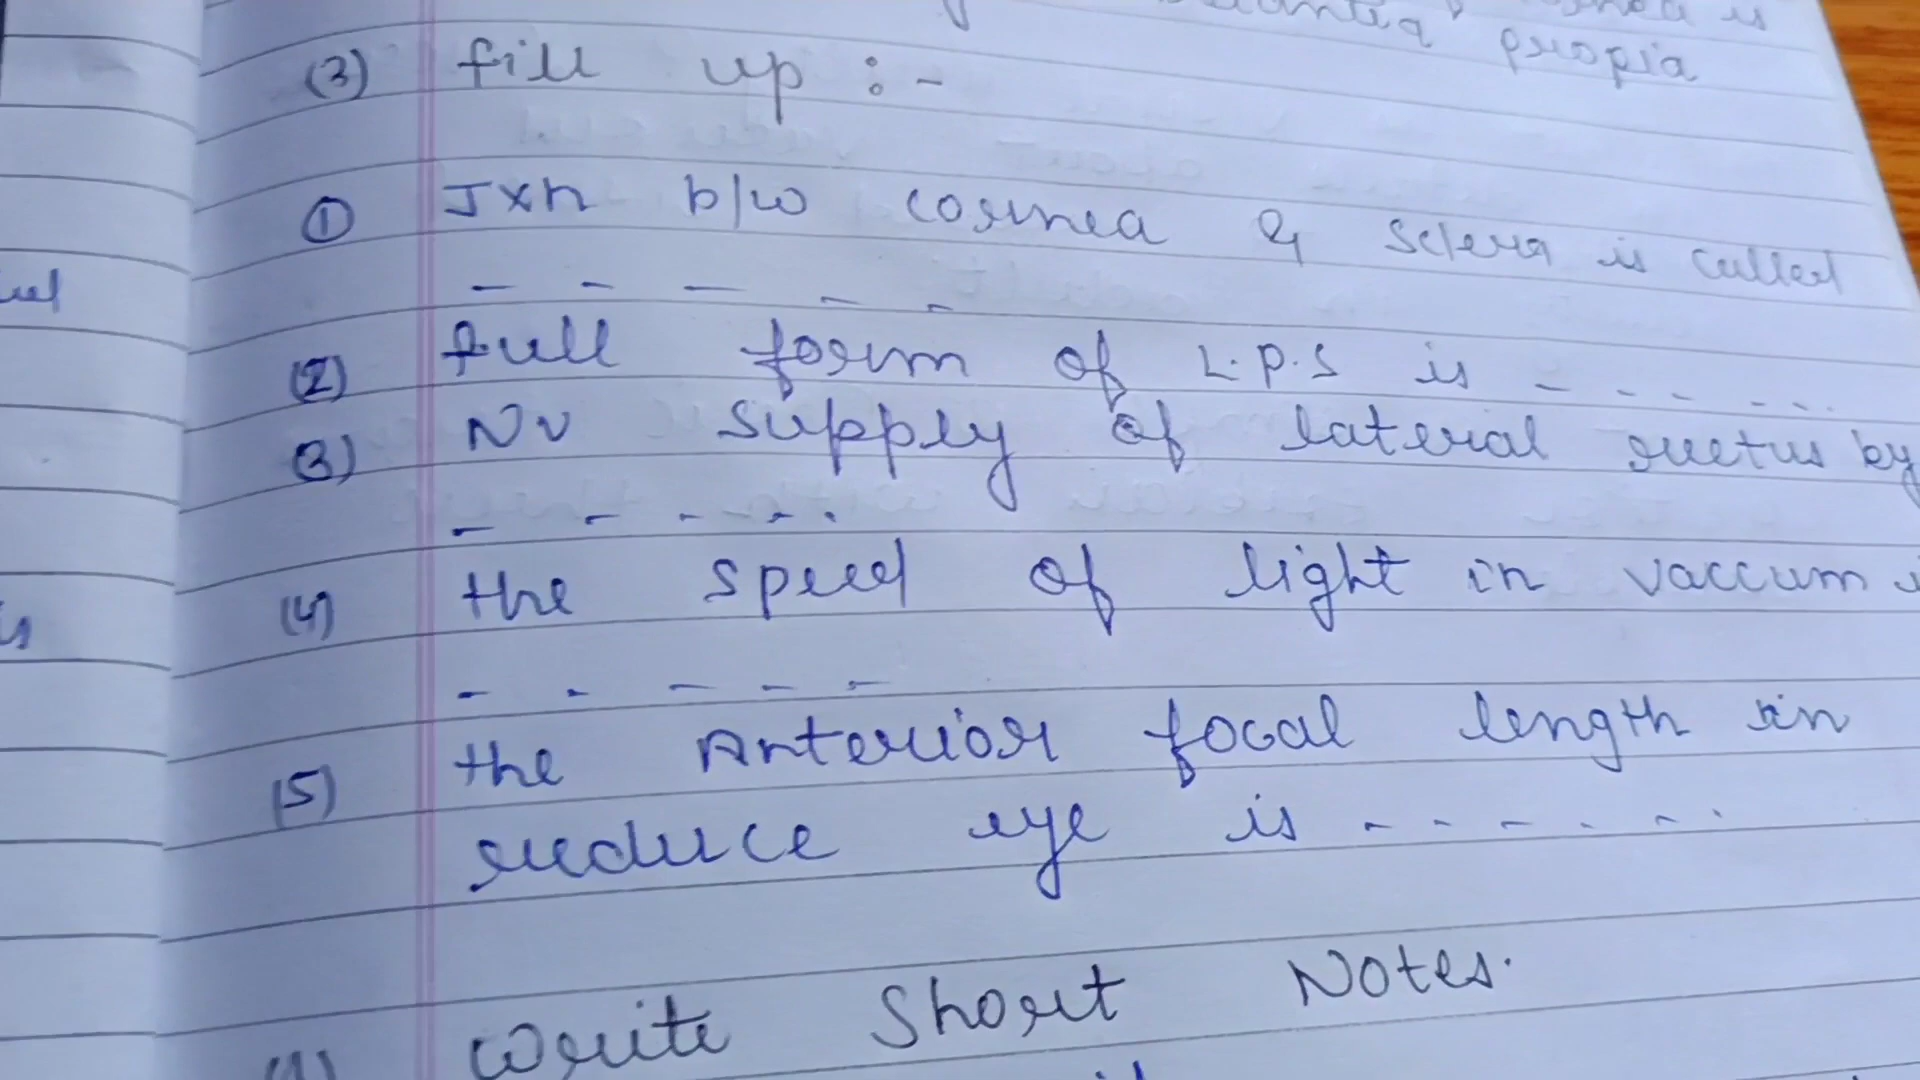 propia
(3) fill up :-
① Jxn b/w cornea & sclera is called
- - - - -
(2) full form of L.P.S is - - - - - -
(3) Nv supply of lateral rectus by
- - - - - -
(4) the speed of light in vaccum
- - - - -
(5) the Anterior focal length in
reduce eye is - - - - - -
Write Short Notes.